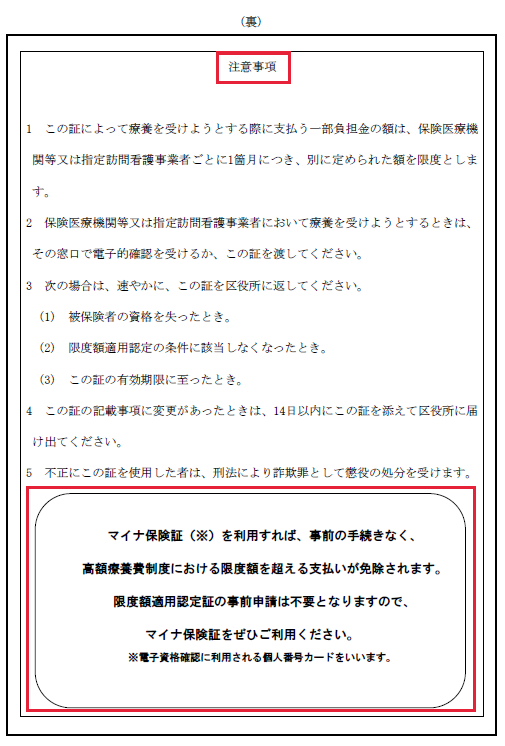 （裏）
注意事項
1　この証によって療養を受けようとする際に支払う一部負担金の額は、保険医療機
関等又は指定訪問看護事業者ごとに1箇月につき、別に定められた額を限度としま
す。
2　保険医療機関等又は指定訪問看護事業者において療養を受けようとするときは、
その窓口で電子的確認を受けるか、この証を渡してください。
3　次の場合は、速やかに、この証を区役所に返してください。
(1)　被保険者の資格を失ったとき。
(2)　限度額適用認定の条件に該当しなくなったとき。
(3)　この証の有効期限に至ったとき。
4　この証の記載事項に変更があったときは、14日以内にこの証を添えて区役所に届
け出てください。
5　不正にこの証を使用した者は、刑法により詐欺罪として懲役の処分を受けます。
マイナ保険証（※）を利用すれば、事前の手続きなく、
高額療養費制度における限度額を超える支払いが免除されます。
限度額適用認定証の事前申請は不要となりますので、
マイナ保険証をぜひご利用ください。
※電子資格確認に利用される個人番号カードをいいます。